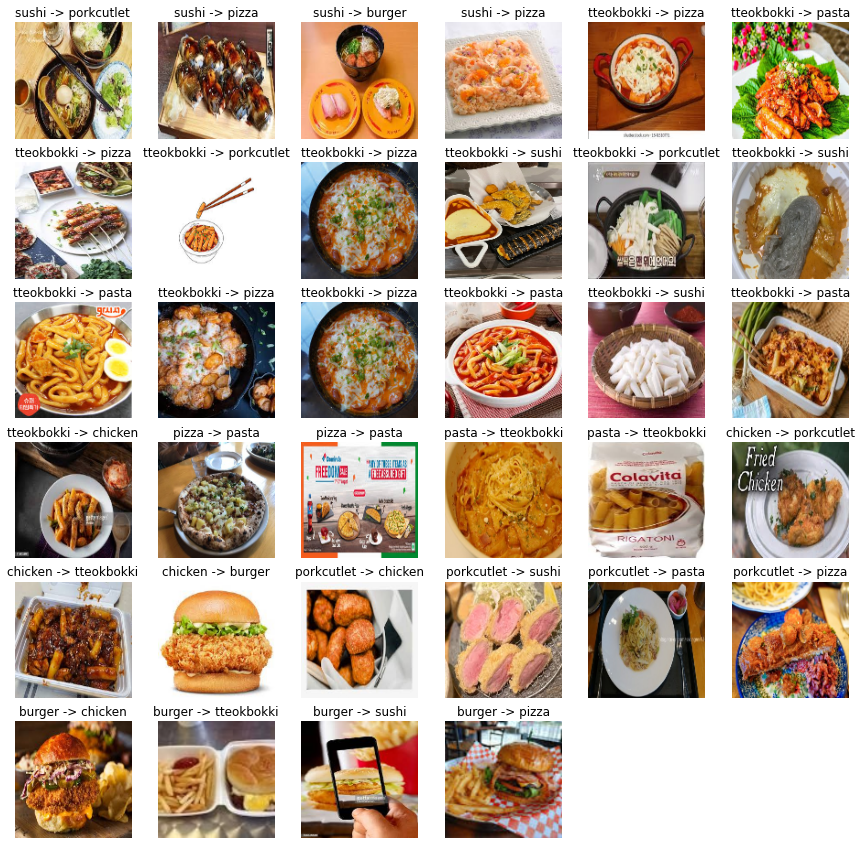 sushi -> porkcutlet
sushi -> pizza
sushi -> burger
sushi -> pizza
tteokbokki -> pizza
tteokbokki -> pasta
tteokbokki -> pizza
tteokbokki -> porkcutlet
tteokbokki -> pizza
tteokbokki -> sushi
tteokbokki -> porkcutlet
tteokbokki -> sushi
tteokbokki -> pasta
tteokbokki -> pizza
tteokbokki -> pizza
tteokbokki -> pasta
tteokbokki -> sushi
tteokbokki -> pasta
tteokbokki -> chicken
pizza -> pasta
pizza -> pasta
FREEDOM
pasta -> tteokbokki
pasta -> tteokbokki
Colavita
RIGATONI
chicken -> porkcutlet
Fried
Chicken
chicken -> tteokbokki
chicken -> burger
porkcutlet -> chicken
porkcutlet -> sushi
porkcutlet -> pasta
porkcutlet -> pizza
burger -> chicken
burger -> tteokbokki
burger -> sushi
burger -> pizza